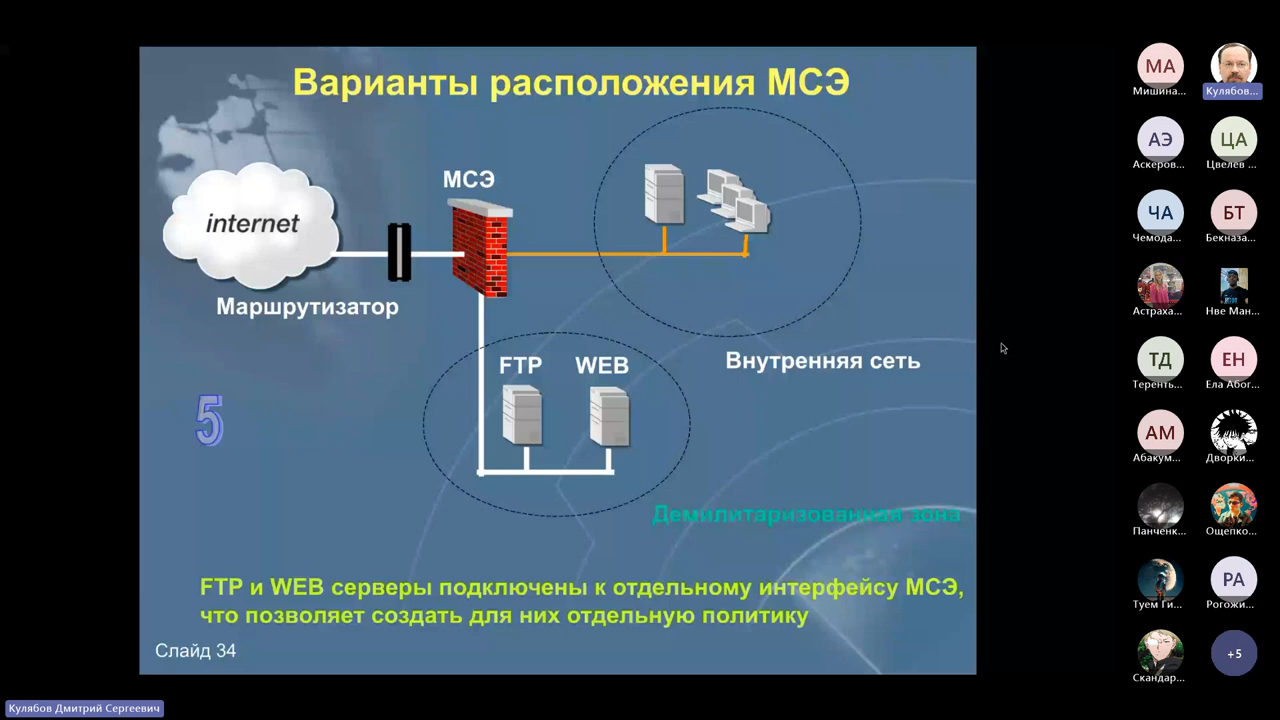 Варианты расположения МСЭ
МСЭ
internet
Маршрутизатор
FTP WEB
Внутренняя сеть
5
Демилитаризованная зона
FTP и WEB серверы подключены к отдельному интерфейсу МСЭ,
что позволяет создать для них отдельную политику
Слайд 34
МА
Мишина...
Кулябов...
АЭ ЦА
Аскеров... Цвелев ...
ЧА БТ
Чемода... Бекназа...
Астраха... Нве Ман...
ТД ЕН
Теренть... Ела Абог...
АМ
Абакум... Дворки...
Панченк... Ощепко...
РА
Туем Ги... Рогожи...
+5
Скандар...
Кулябов Дмитрий Сергеевич